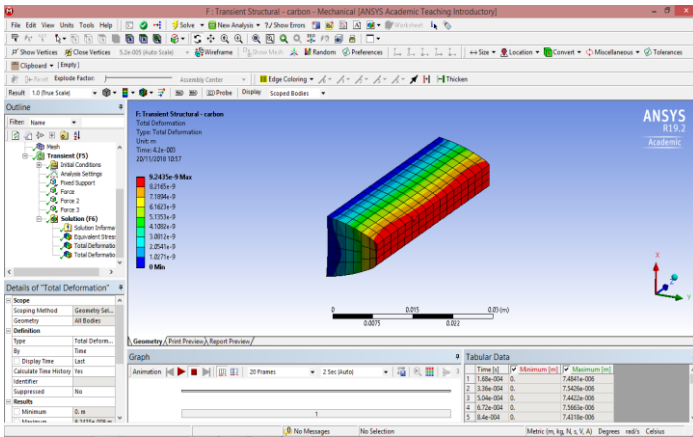 F : Transient Structural - carbon - Mechanical [ANSYS Academic Teaching Introductory]
File Edit View Units Tools Help
Solve New Analysis ?/ Show Errors Worksheet
Show Vertices Close Vertices 5.2e-005 (Auto Scale) Wireframe Show Mesh Random Preferences Size Location Convert Miscellaneous Tolerances
Clipboard [Empty]
Reset Explode Factor: Assembly Center Edge Coloring Thicken
Result 1.0 (True Scale) Probe Display Scoped Bodies
Outline
Filter: Name
Mesh
Transient (F5)
Initial Conditions
Analysis Settings
Fixed Support
Force
Force 2
Force 3
Solution (F6)
Solution Informa
Equivalent Stres
Total Deformatio
Total Deformatio
F: Transient Structural - carbon
Total Deformation
Type: Total Deformation
Unit: m
Time: 4.2e-003
20/11/2018 10:57
9.2435e-9 Max
8.2165e-9
7.1894e-9
6.1623e-9
5.1353e-9
4.1082e-9
3.0812e-9
2.0541e-9
1.0271e-9
0 Min
ANSYS
R19.2
Academic
X
Y
Z
0 0.015 0.03 (m)
0.0075 0.022
Geometry Print Preview Report Preview
Details of "Total Deformation"
Scope
Scoping Method Geometry Sel...
Geometry All Bodies
Definition
Type Total Deform...
By Time
Display Time Last
Calculate Time History Yes
Identifier
Suppressed No
Results
Minimum 0. m
Graph
Animation 20 Frames 2 Sec (Auto)
1
Tabular Data
Time [s] Minimum [m] Maximum [m]
1 1.68e-004 0. 7.4841e-006
2 3.36e-004 0. 7.5426e-006
3 5.04e-004 0. 7.4422e-006
4 6.72e-004 0. 7.5663e-006
5 8.4e-004 0. 7.4318e-006
No Messages No Selection Metric (m, kg, N, s, V, A) Degrees rad/s Celsius